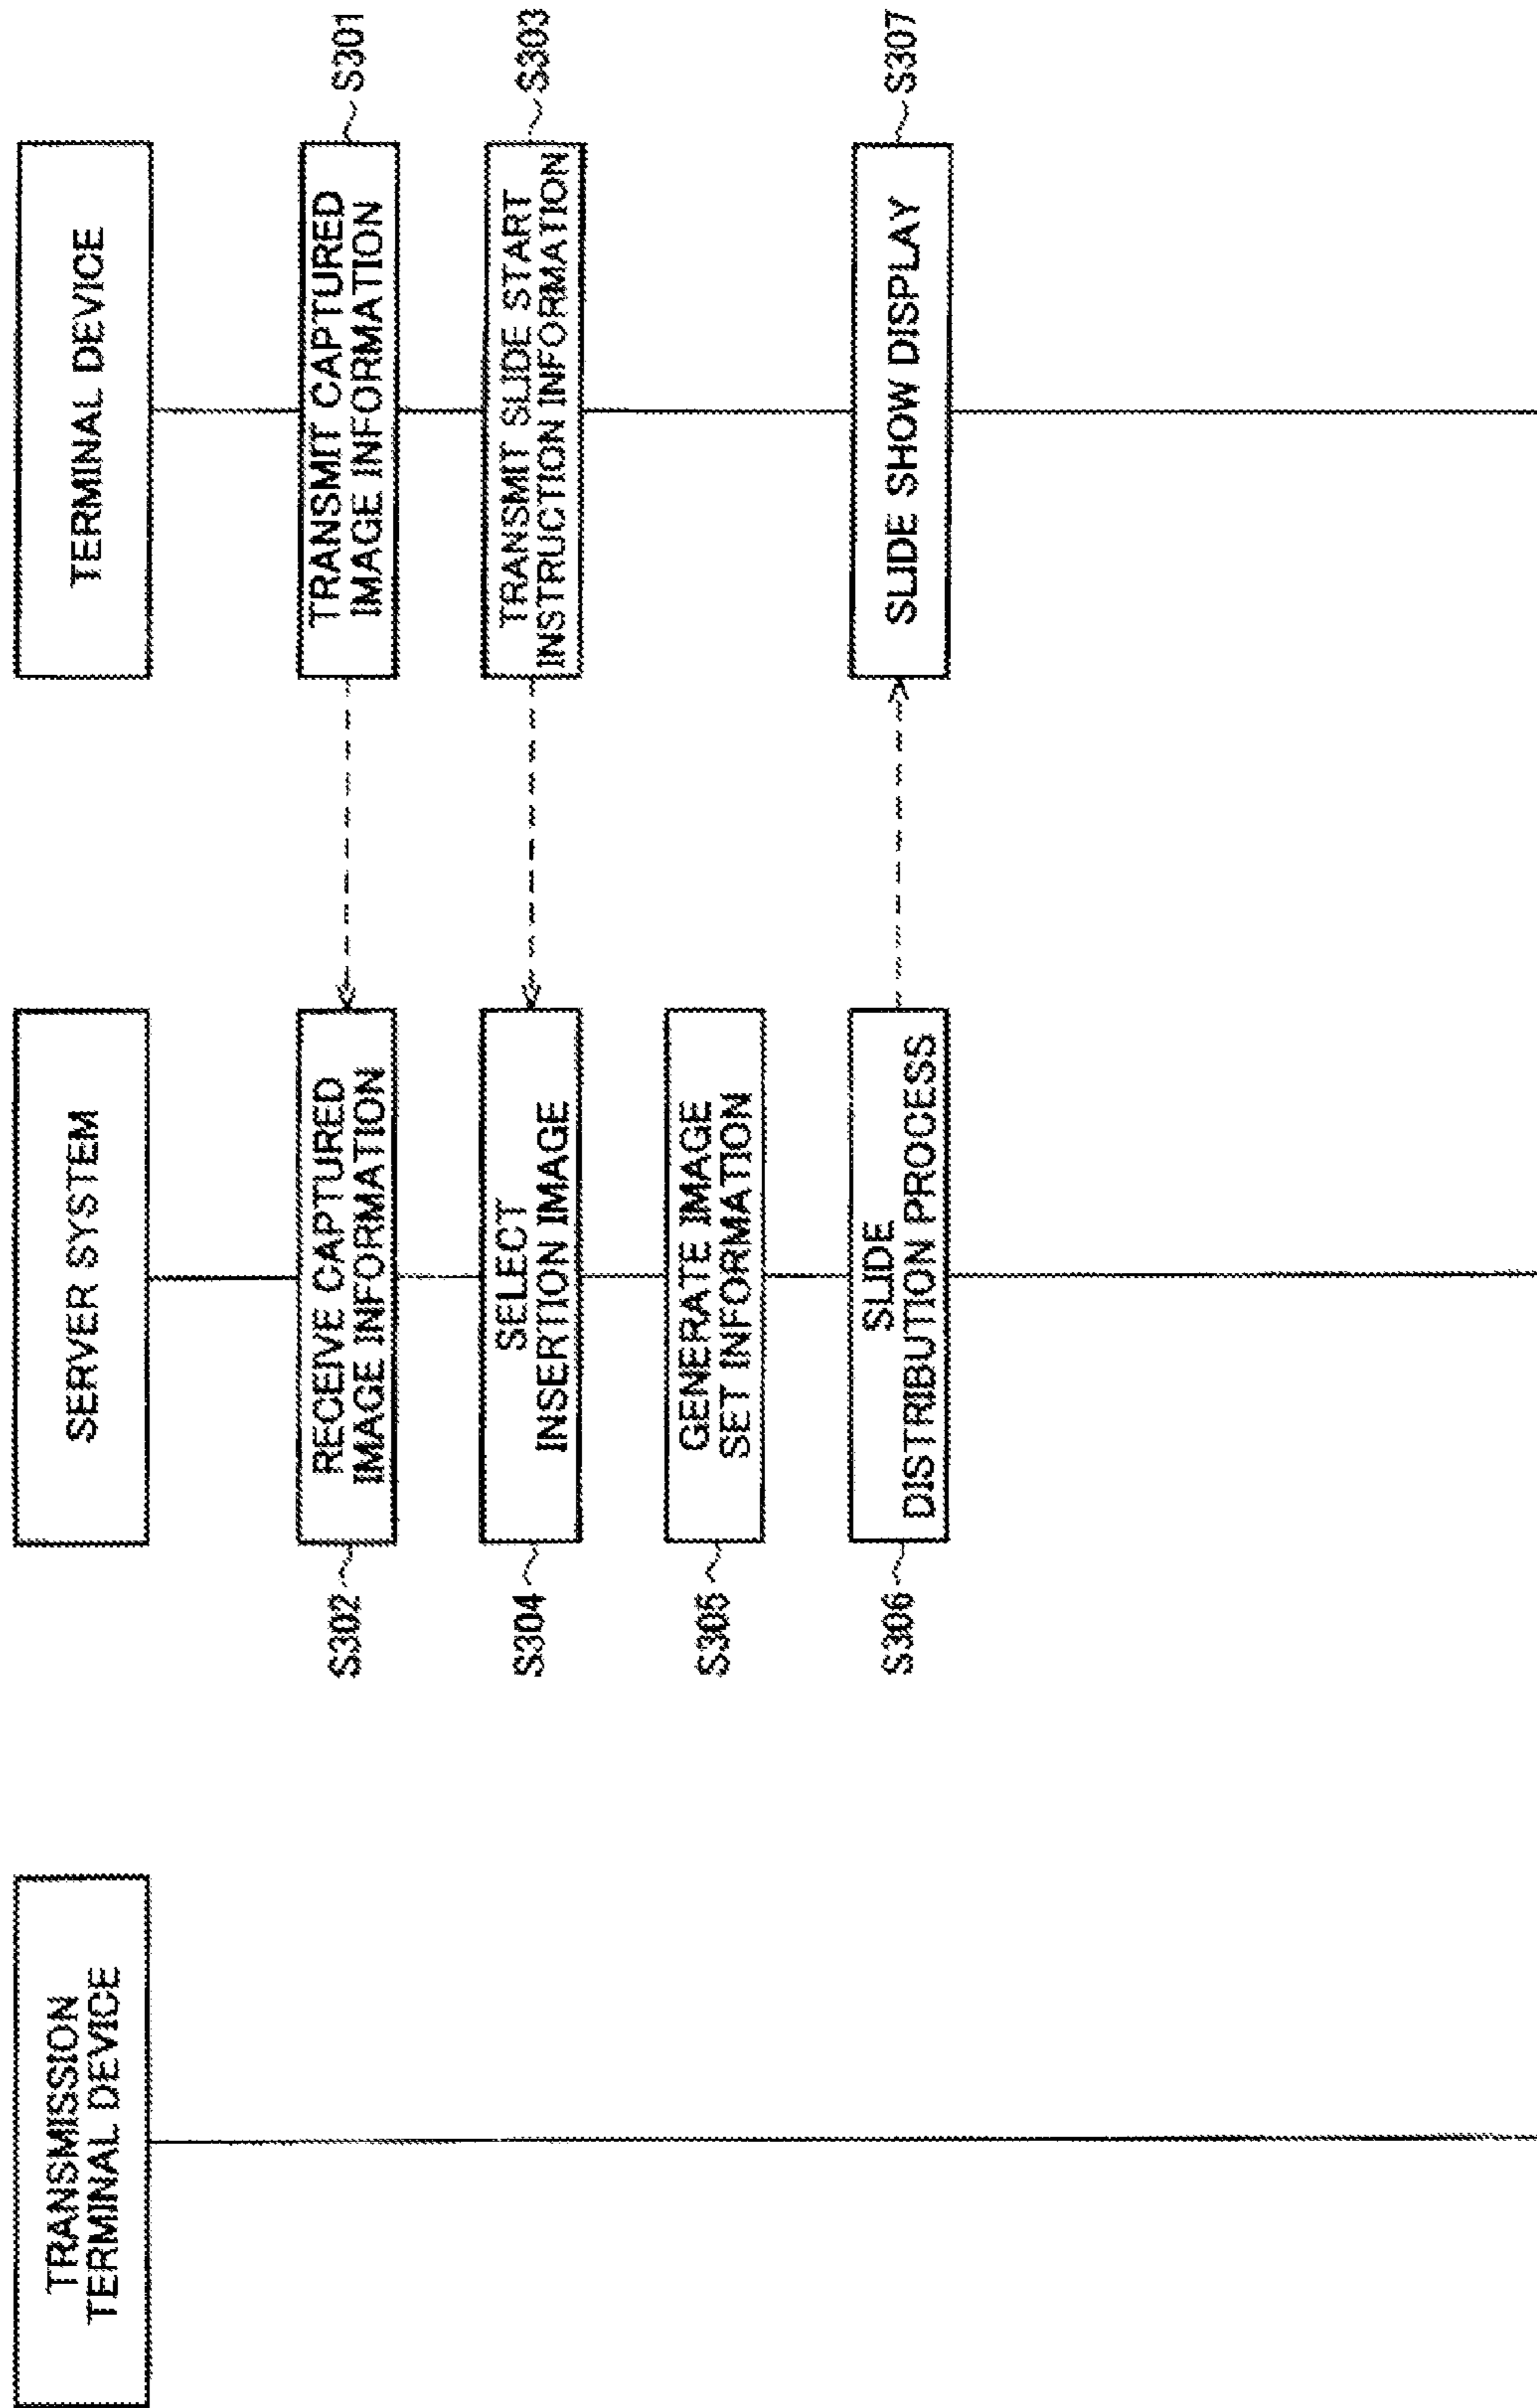 TRANSMISSION
TERMINAL DEVICE
SERVER SYSTEM
TERMINAL DEVICE
TRANSMIT CAPTURED
IMAGE INFORMATION
S301
S302
RECEIVE CAPTURED
IMAGE INFORMATION
TRANSMIT SLIDE START
INSTRUCTION INFORMATION
S303
S304
SELECT
INSERTION IMAGE
S305
GENERATE IMAGE
SET INFORMATION
S306
SLIDE
DISTRIBUTION PROCESS
SLIDE SHOW DISPLAY
S307